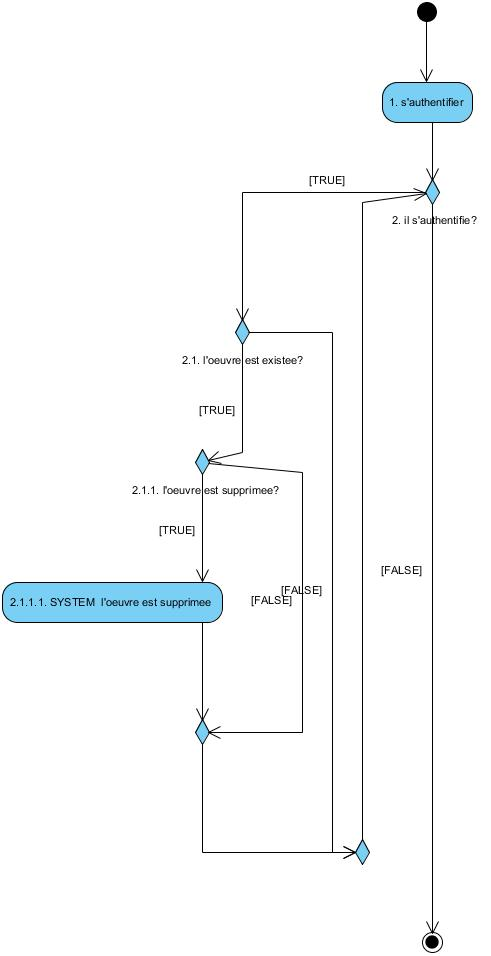 1. s'authentifier
[TRUE]
2. il s'authentifie?
2.1. l'oeuvre est existee?
[TRUE]
2.1.1. l'oeuvre est supprimee?
[TRUE]
[FALSE]
[FALSE]
[FALSE]
2.1.1.1. SYSTEM l'oeuvre est supprimee